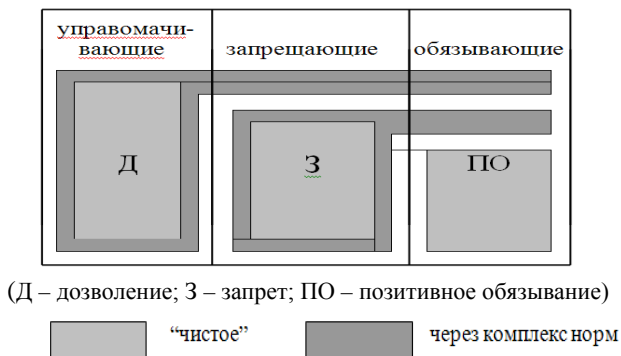 управомачи-
вающие
запрещающие
обязывающие
Д
З
ПО
(Д – дозволение; З – запрет; ПО – позитивное обязывание)
“чистое”
через комплекс норм